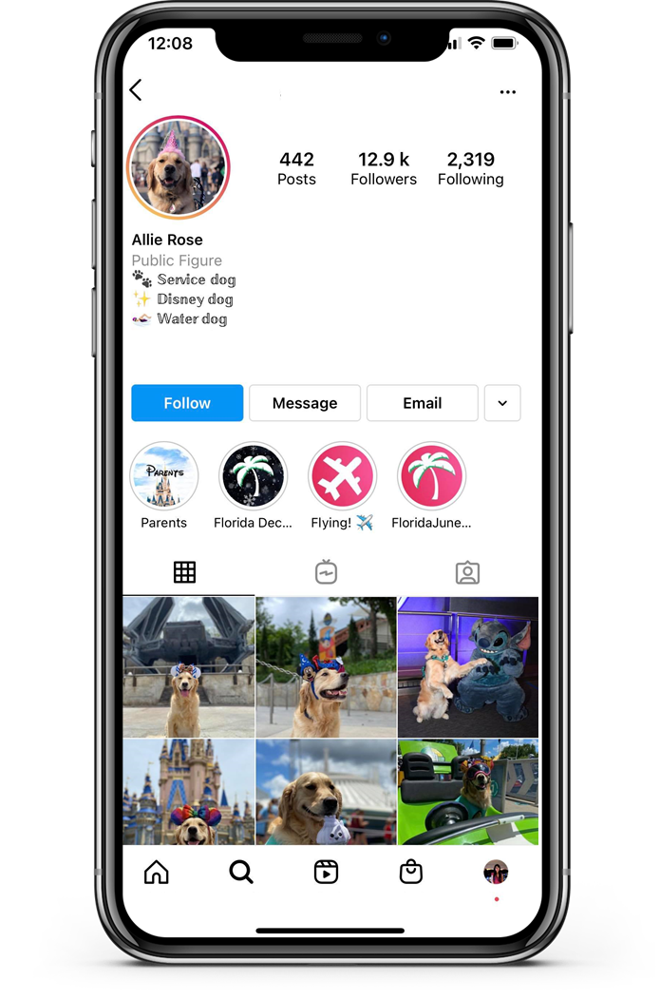 12:08
442 12.9 k 2,319
Posts Followers Following
Allie Rose
Public Figure
🐾 Service dog
✨ Disney dog
🏊🏻‍♀️ Water dog
Follow Message Email
PARENTS
Parents Florida Dec... Flying! ✈️ FloridaJune...